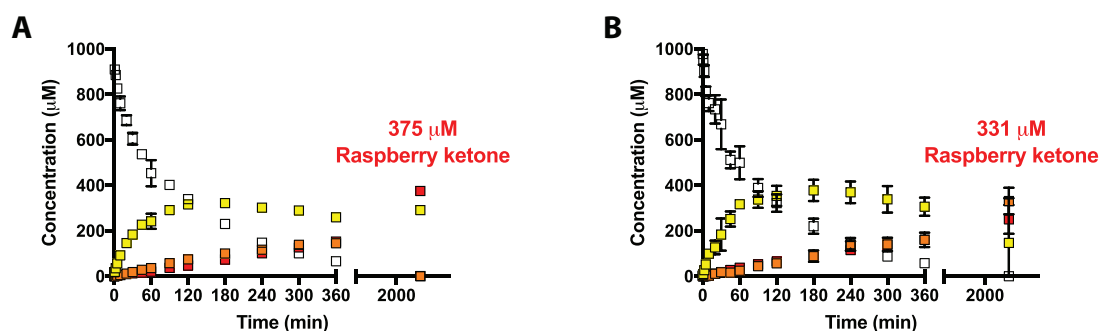 A
Concentration (μM)
1000
800
600
400
200
0
0 60 120 180 240 300 360 2000
Time (min)
375 μM
Raspberry ketone
B
Concentration (μM)
1000
800
600
400
200
0
0 60 120 180 240 300 360 2000
Time (min)
331 μM
Raspberry ketone